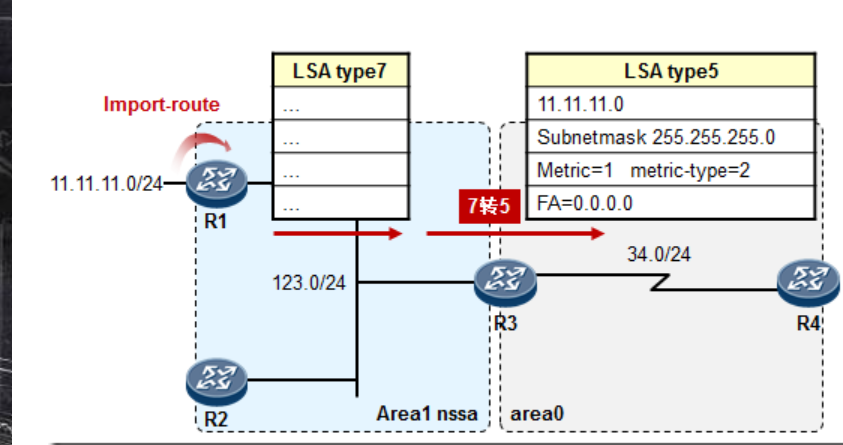 LSA type7
...
...
...
...
LSA type5
11.11.11.0
Subnetmask 255.255.255.0
Metric=1 metric-type=2
FA=0.0.0.0
Import-route
11.11.11.0/24
R1
7转5
34.0/24
123.0/24
R3
R4
R2
Area1 nssa
area0